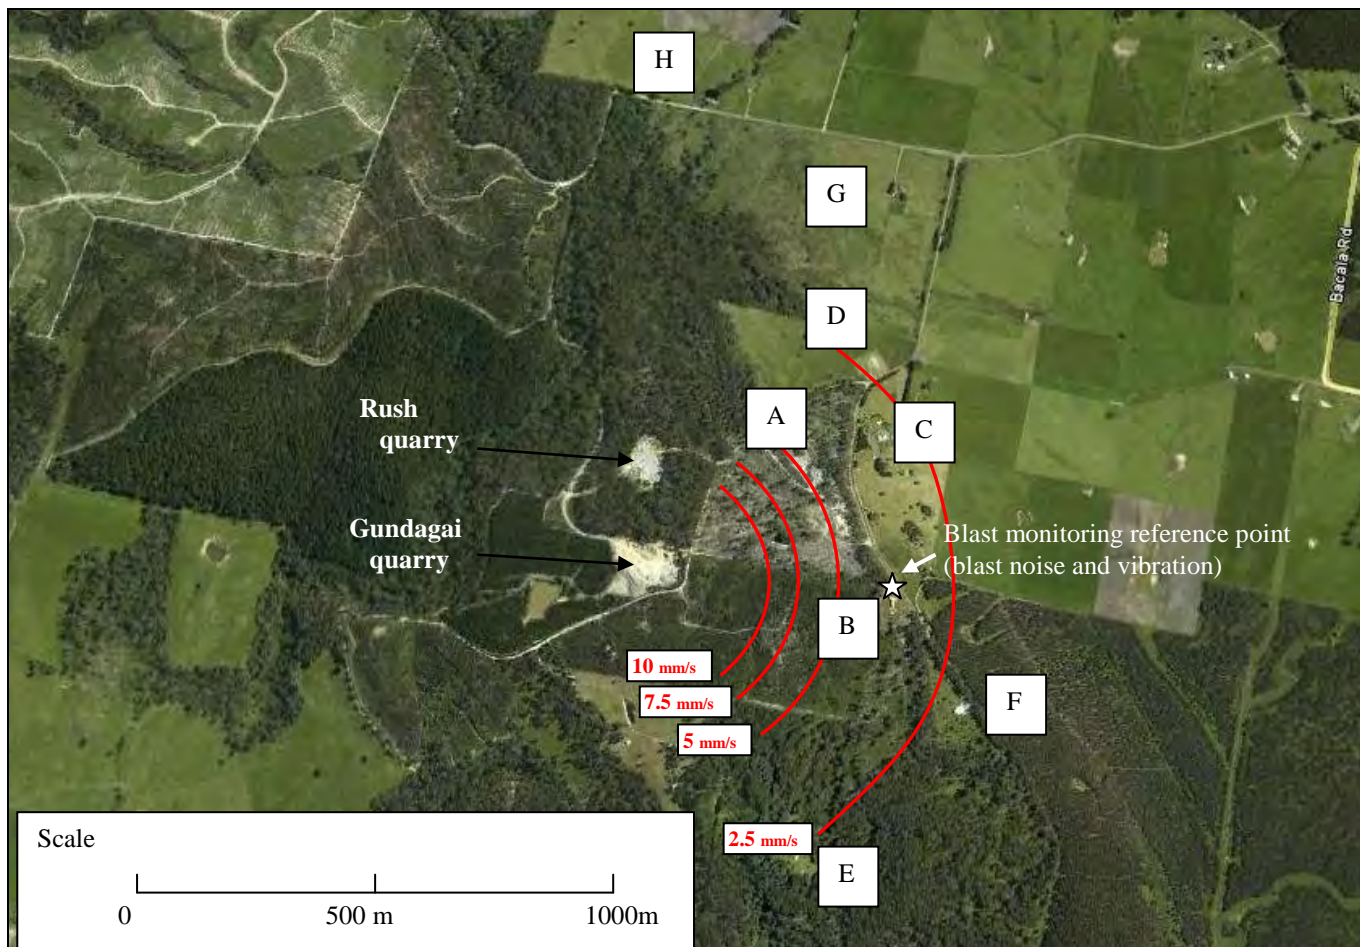 H
G
Bacala Rd
D
A
C
Rush
quarry
Gundagai
quarry
Blast monitoring reference point
(blast noise and vibration)
B
10 mm/s
7.5 mm/s
F
5 mm/s
2.5 mm/s
E
Scale
0 500 m 1000m